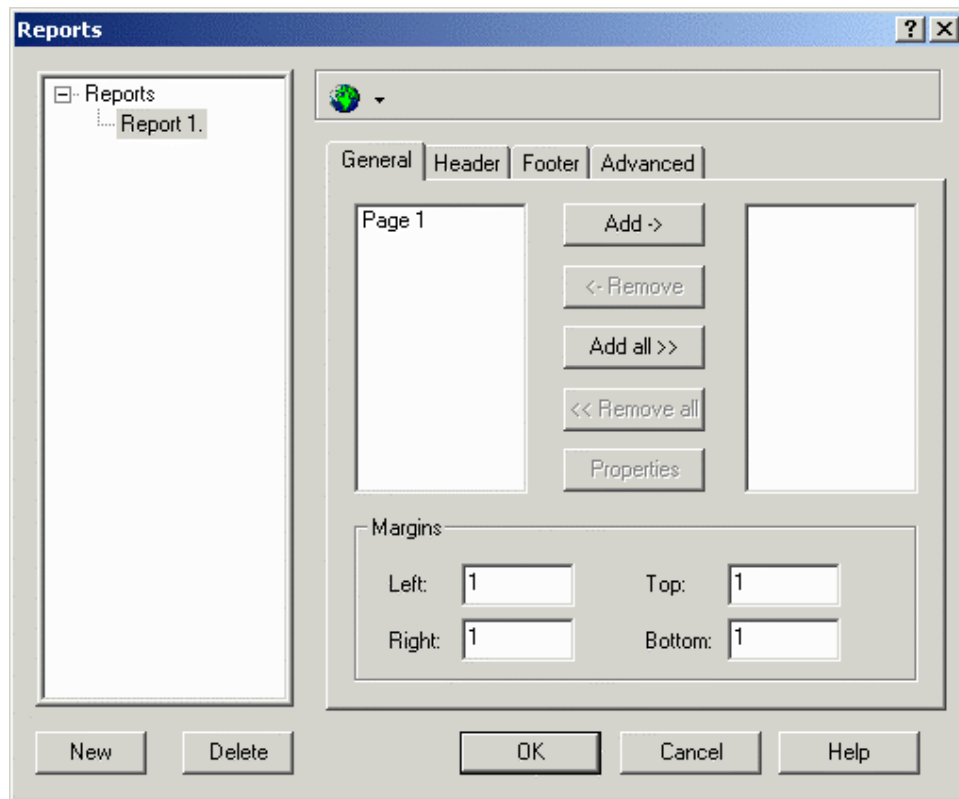 Reports
Reports
Report 1.
General Header Footer Advanced
Page 1
Add ->
<- Remove
Add all >>
<< Remove all
Properties
Margins
Left: 1 Top: 1
Right: 1 Bottom: 1
New Delete OK Cancel Help